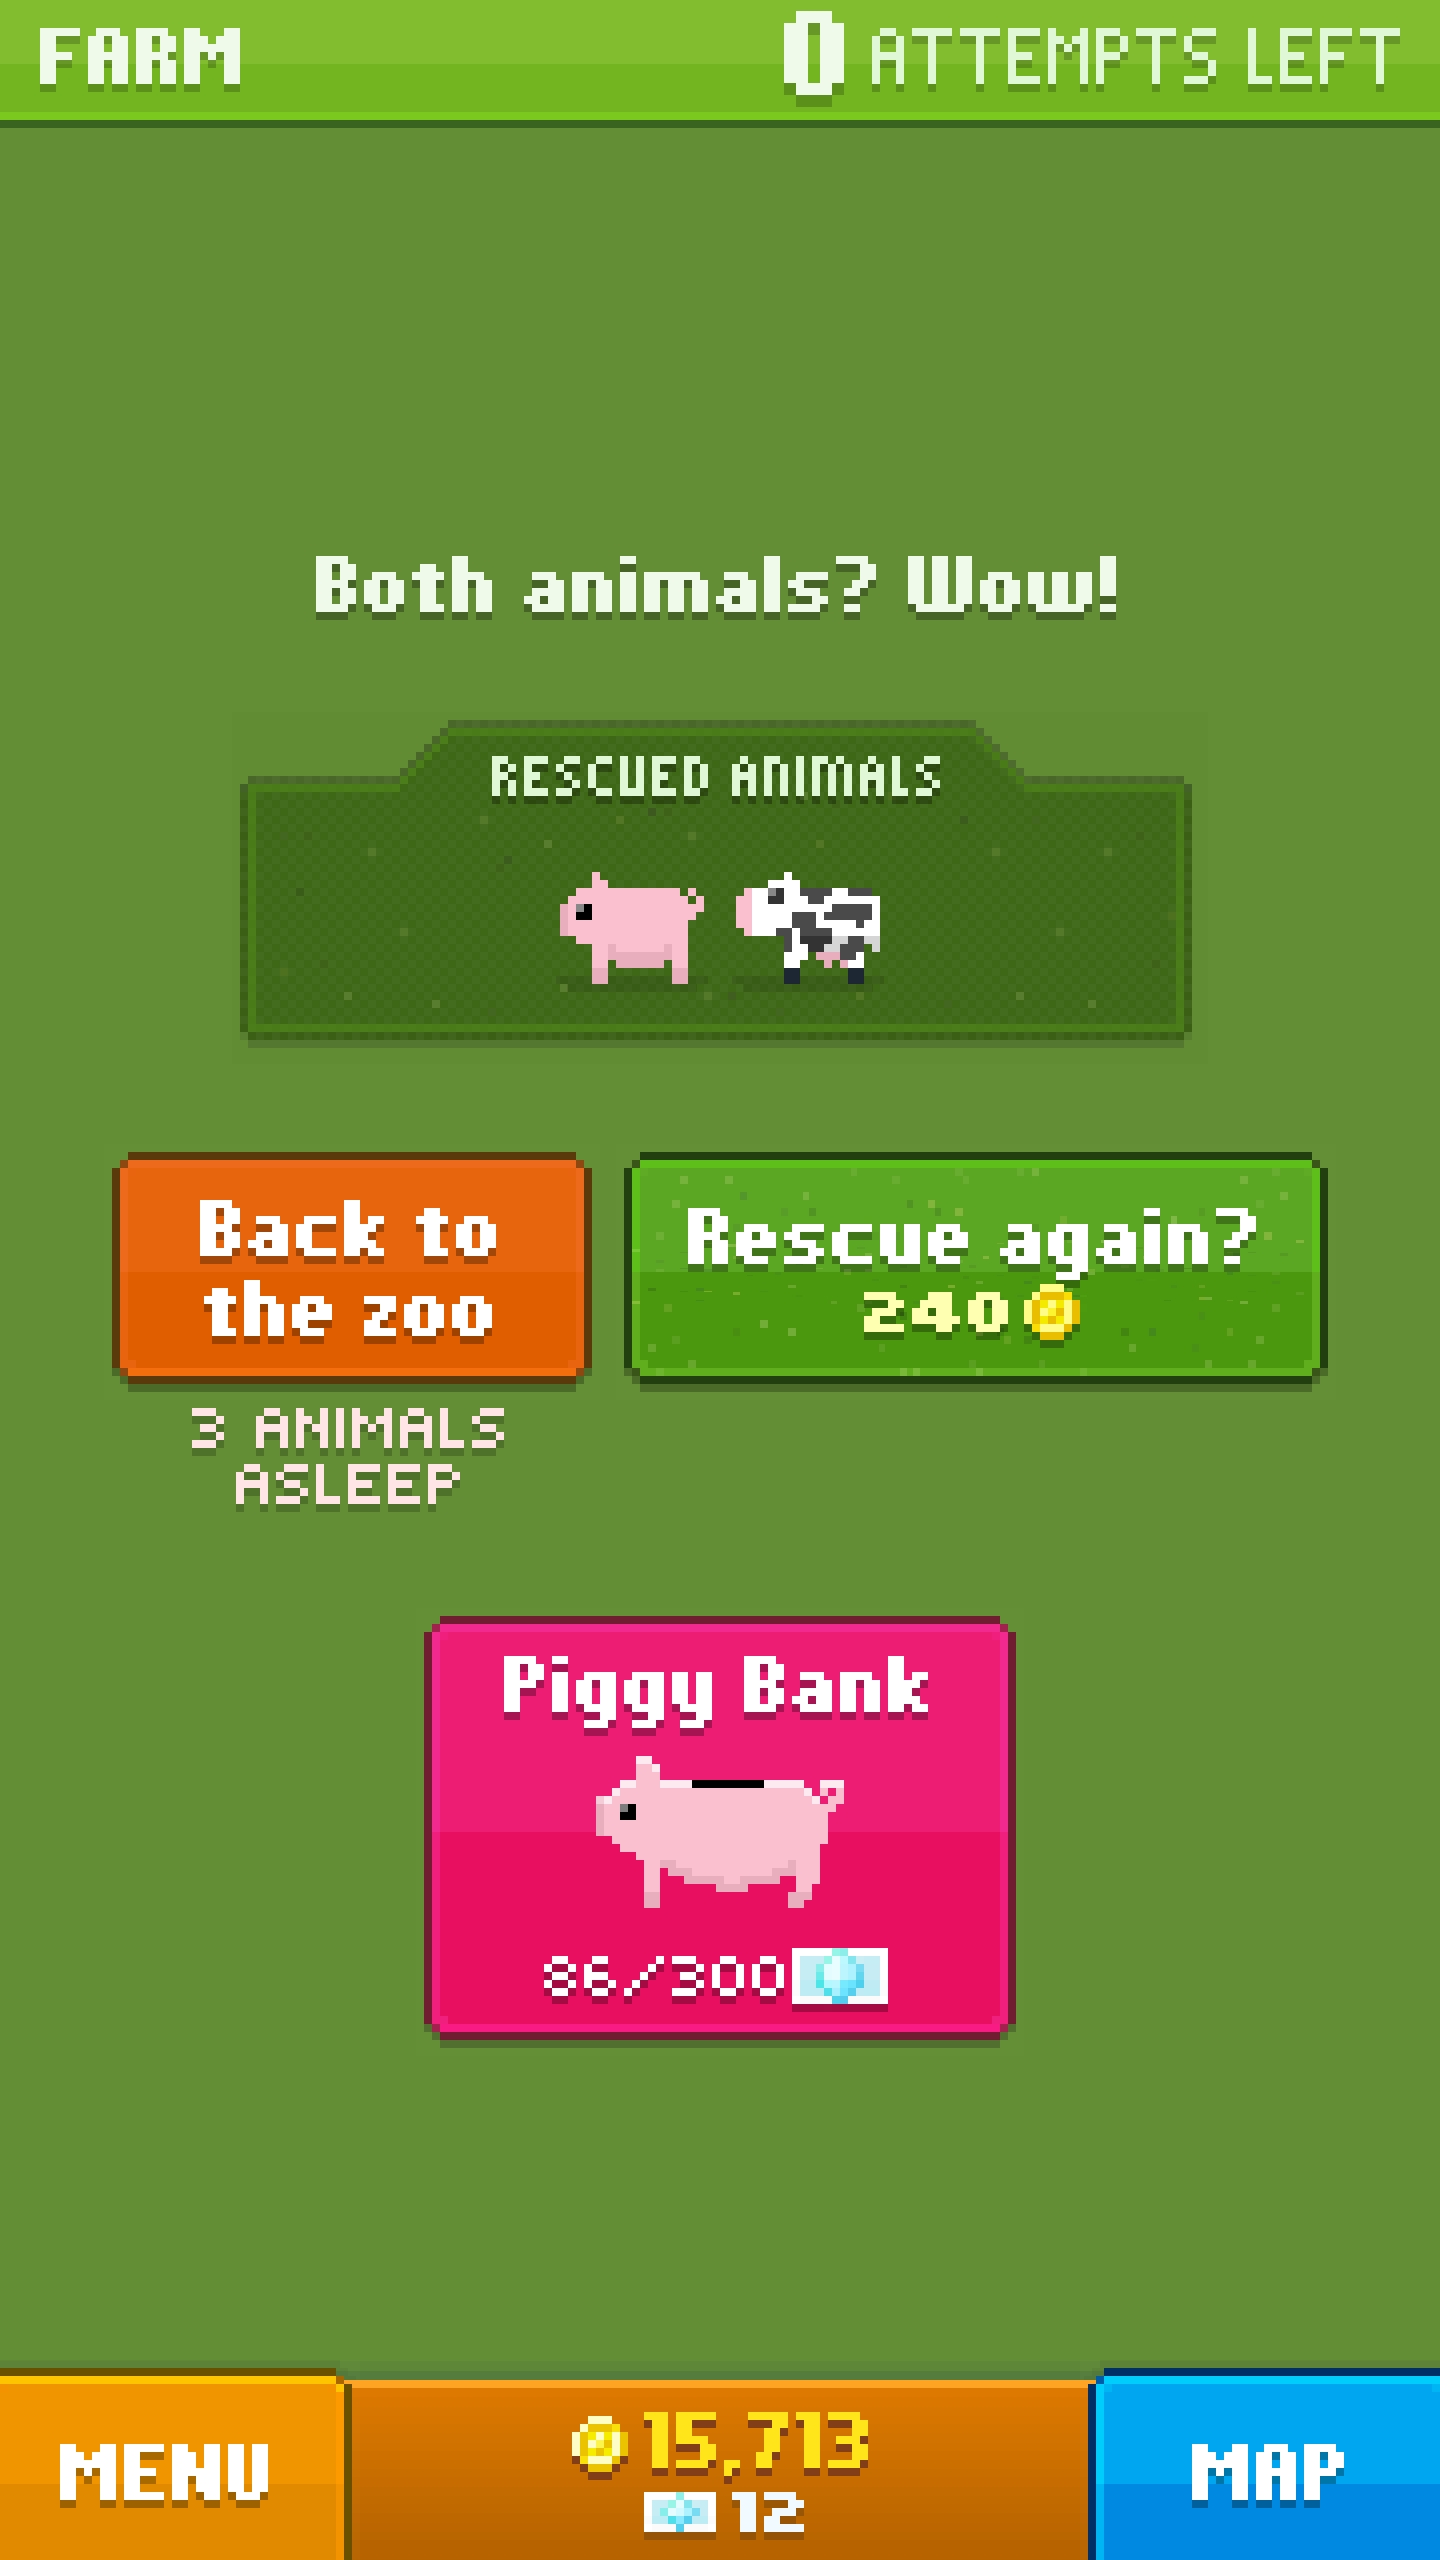 FARM
0 ATTEMPTS LEFT
Both animals? Wow!
RESCUED ANIMALS
Back to
the zoo
Rescue again?
240
3 ANIMALS
ASLEEP
Piggy Bank
86/300
MENU
15,713
12
MAP